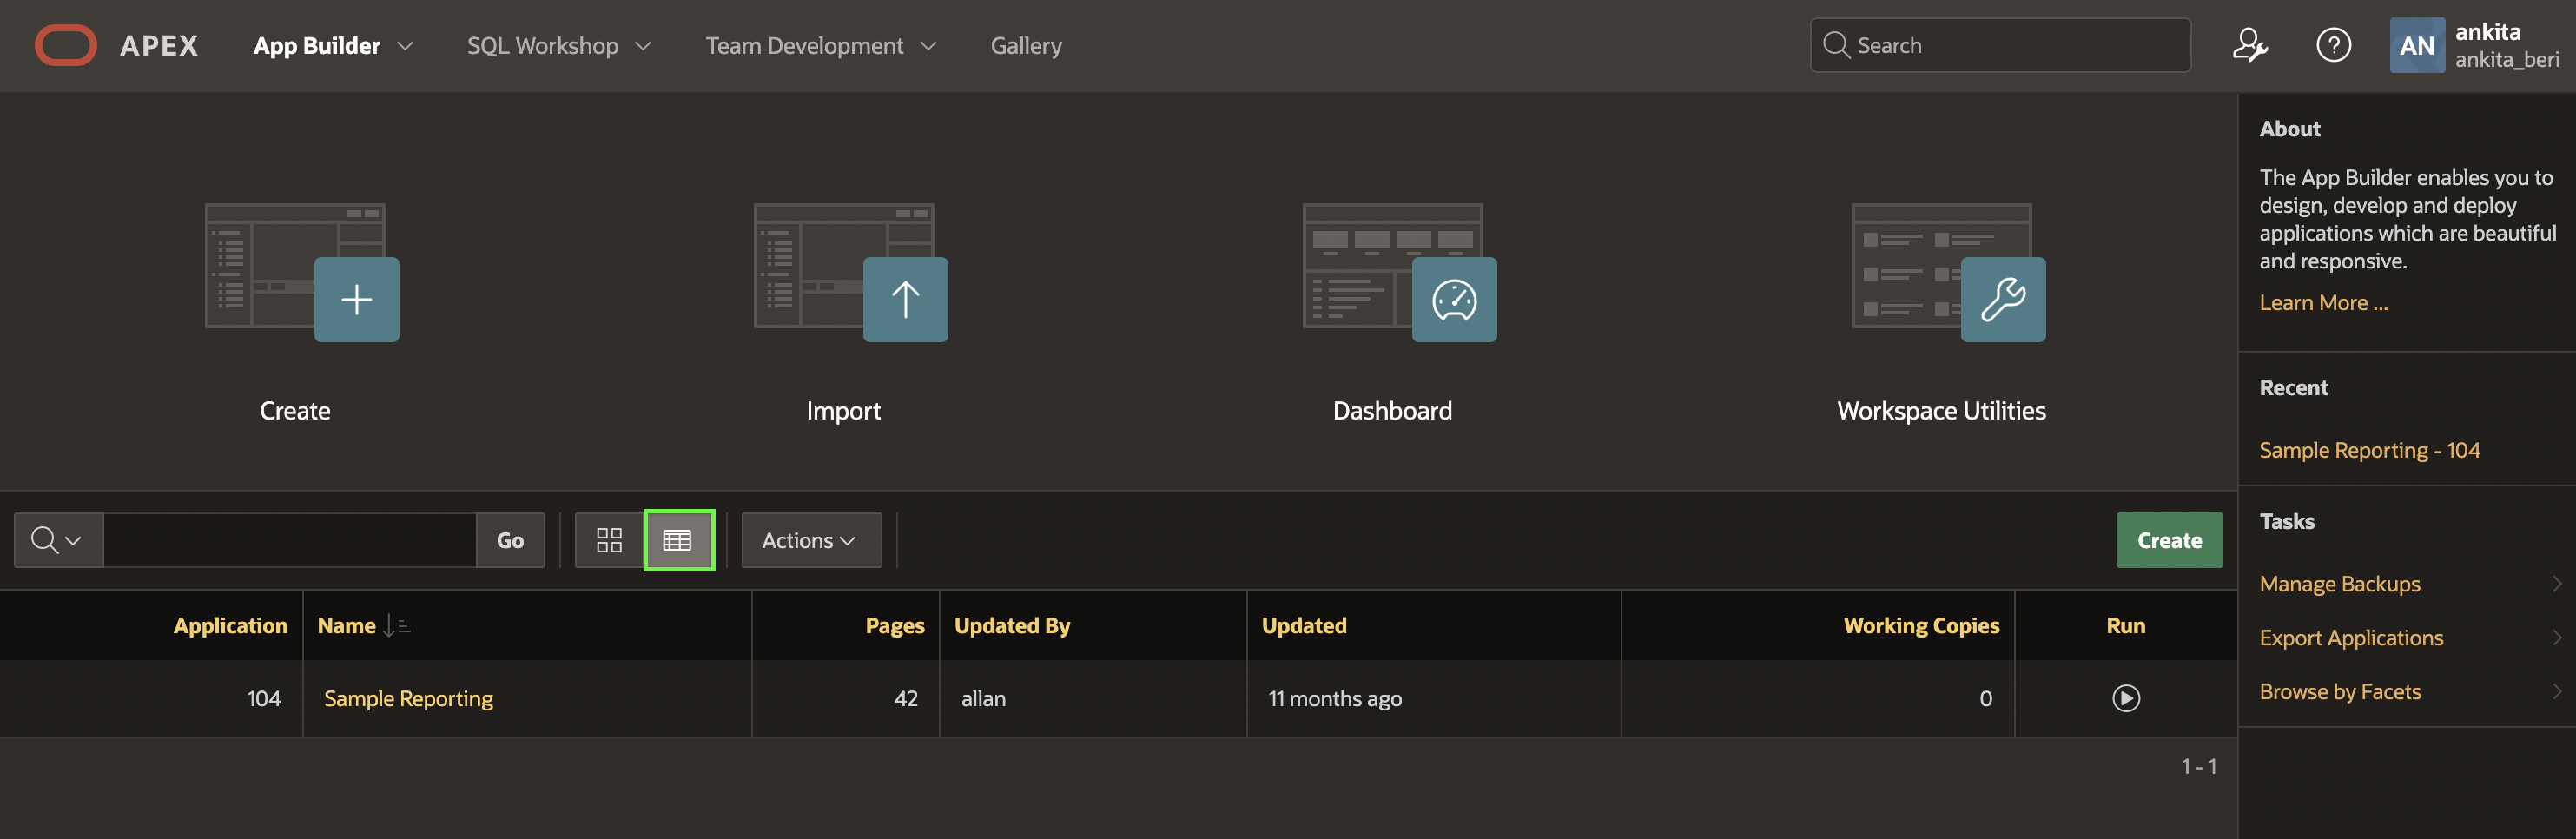 APEX
App Builder
SQL Workshop
Team Development
Gallery
Search
AN
ankita
ankita_beri
Create
Import
Dashboard
Workspace Utilities
About
The App Builder enables you to
design, develop and deploy
applications which are beautiful
and responsive.
Learn More ...
Recent
Sample Reporting - 104
Tasks
Manage Backups
Export Applications
Browse by Facets
Go
Actions
Create
Application
Name
Pages
Updated By
Updated
Working Copies
Run
104
Sample Reporting
42
allan
11 months ago
0
1 - 1